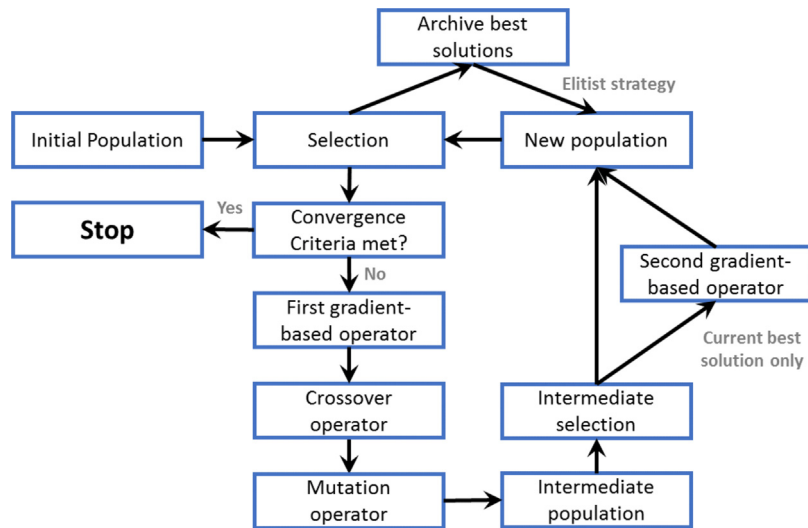 Archive best
solutions
Elitist strategy
Initial Population
Selection
New population
Yes
Stop
Convergence
Criteria met?
No
Second gradient-
based operator
First gradient-
based operator
Current best
solution only
Crossover
operator
Intermediate
selection
Mutation
operator
Intermediate
population